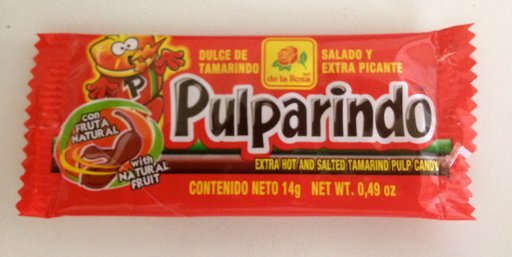 DULCE DE
TAMARINDO
de la Rosa
SALADO Y
EXTRA PICANTE
P
Pulparindo
con
FRUTA
NATURAL
with
NATURAL
FRUIT
EXTRA HOT AND SALTED TAMARIND PULP CANDY
CONTENIDO NETO 14g NET WT. 0,49 oz